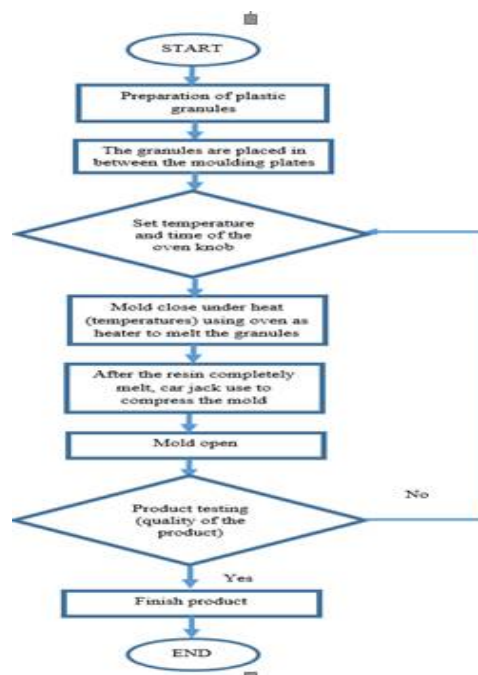 START
Preparation of plastic
granules
The granules are placed in
between the moulding plates
Set temperature
and time of the
oven knob
Mold close under heat
(temperatures) using oven as
heater to melt the granules
After the resin completely
melt, car jack use to
compress the mold
Mold open
Product testing
(quality of the
product)
No
Yes
Finish product
END